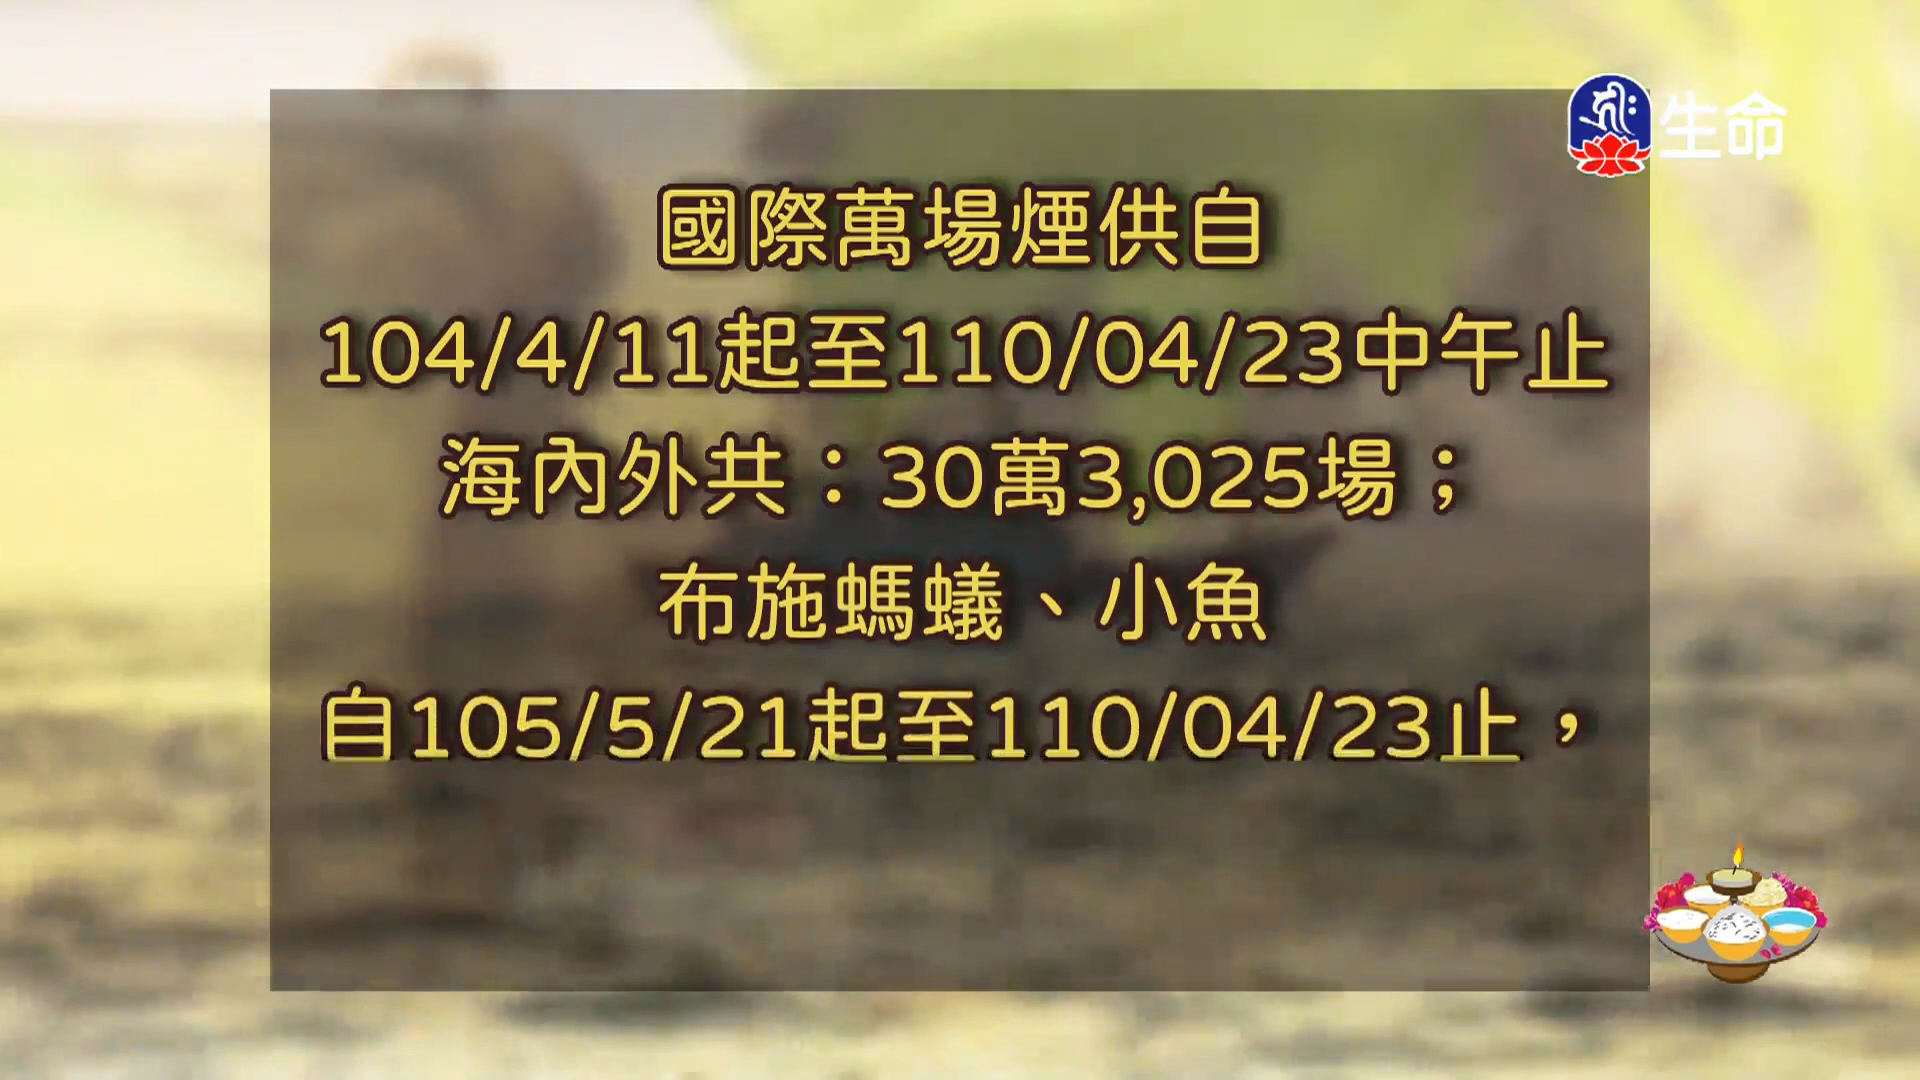 生命
國際萬場煙供自
104/4/11起至110/04/23中午止
海內外共：30萬3,025場；
布施螞蟻、小魚
自105/5/21起至110/04/23止，